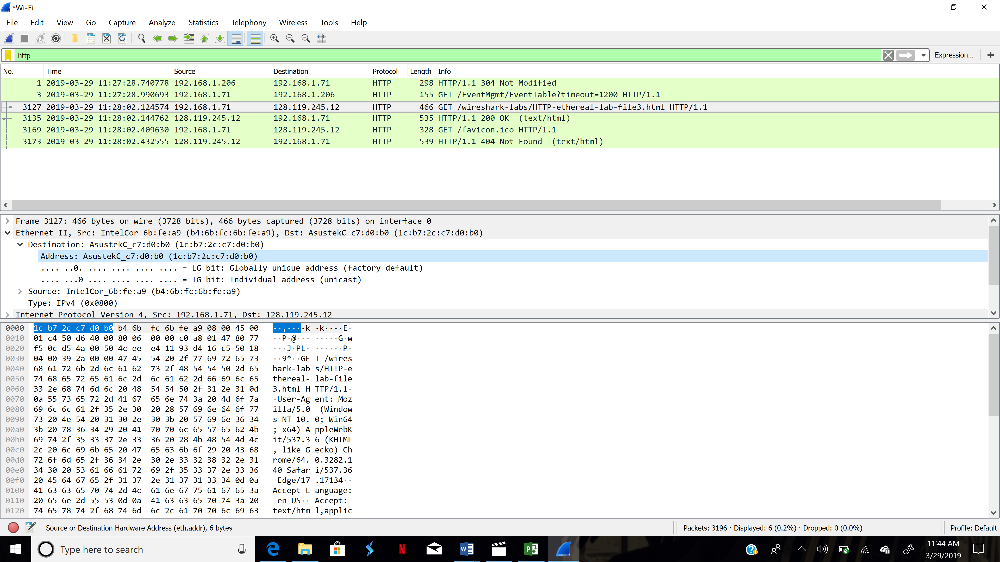 *Wi-Fi
File Edit View Go Capture Analyze Statistics Telephony Wireless Tools Help
http
Expression... +
No. Time Source Destination Protocol Length Info
1 2019-03-29 11:27:28.740778 192.168.1.206 192.168.1.71 HTTP 298 HTTP/1.1 304 Not Modified
3 2019-03-29 11:27:28.990693 192.168.1.71 192.168.1.206 HTTP 155 GET /EventMgmt/EventTable?timeout=1200 HTTP/1.1
3127 2019-03-29 11:28:02.124574 192.168.1.71 128.119.245.12 HTTP 466 GET /wireshark-labs/HTTP-ethereal-lab-file3.html HTTP/1.1
3135 2019-03-29 11:28:02.144762 128.119.245.12 192.168.1.71 HTTP 535 HTTP/1.1 200 OK  (text/html)
3169 2019-03-29 11:28:02.409630 192.168.1.71 128.119.245.12 HTTP 328 GET /favicon.ico HTTP/1.1
3173 2019-03-29 11:28:02.432555 128.119.245.12 192.168.1.71 HTTP 539 HTTP/1.1 404 Not Found  (text/html)
Frame 3127: 466 bytes on wire (3728 bits), 466 bytes captured (3728 bits) on interface 0
Ethernet II, Src: IntelCor_6b:fe:a9 (b4:6b:fc:6b:fe:a9), Dst: AsustekC_c7:d0:b0 (1c:b7:2c:c7:d0:b0)
Destination: AsustekC_c7:d0:b0 (1c:b7:2c:c7:d0:b0)
Address: AsustekC_c7:d0:b0 (1c:b7:2c:c7:d0:b0)
.... ..0. .... .... .... .... = LG bit: Globally unique address (factory default)
.... ...0 .... .... .... .... = IG bit: Individual address (unicast)
Source: IntelCor_6b:fe:a9 (b4:6b:fc:6b:fe:a9)
Type: IPv4 (0x0800)
Internet Protocol Version 4, Src: 192.168.1.71, Dst: 128.119.245.12
0000 1c b7 2c c7 d0 b0 b4 6b fc 6b fe a9 08 00 45 00 ··,····k ·k····E·
0010 01 c4 50 d6 40 00 80 06 00 00 c0 a8 01 47 80 77 ··P·@··· ·····G·w
0020 f5 0c d5 4a 00 50 4c ee e4 11 93 d4 16 c5 50 18 ···J·PL· ······P·
0030 04 00 39 2a 00 00 47 45 54 20 2f 77 69 72 65 73 ··9*··GE T /wires
0040 68 61 72 6b 2d 6c 61 62 73 2f 48 54 54 50 2d 65 hark-lab s/HTTP-e
0050 74 68 65 72 65 61 6c 2d 6c 61 62 2d 66 69 6c 65 thereal- lab-file
0060 33 2e 68 74 6d 6c 20 48 54 54 50 2f 31 2e 31 0d 3.html H TTP/1.1·
0070 0a 55 73 65 72 2d 41 67 65 6e 74 3a 20 4d 6f 7a ·User-Ag ent: Moz
0080 69 6c 6c 61 2f 35 2e 30 20 28 57 69 6e 64 6f 77 illa/5.0 (Window
0090 73 20 4e 54 20 31 30 2e 30 3b 20 57 69 6e 36 34 s NT 10. 0; Win64
00a0 3b 20 78 36 34 29 20 41 70 70 6c 65 57 65 62 4b ; x64) A ppleWebK
00b0 69 74 2f 35 33 37 2e 33 36 20 28 4b 48 54 4d 4c it/537.3 6 (KHTML
00c0 2c 20 6c 69 6b 65 20 47 65 63 6b 6f 29 20 43 68 , like G ecko) Ch
00d0 72 6f 6d 65 2f 36 34 2e 30 2e 33 32 38 32 2e 31 rome/64. 0.3282.1
00e0 34 30 20 53 61 66 61 72 69 2f 35 33 37 2e 33 36 40 Safar i/537.36
00f0 20 45 64 67 65 2f 31 37 2e 31 37 31 33 34 0d 0a Edge/17 .17134··
0100 41 63 63 65 70 74 2d 4c 61 6e 67 75 61 67 65 3a Accept-L anguage:
0110 20 65 6e 2d 55 53 0d 0a 41 63 63 65 70 74 3a 20 en-US·· Accept:
0120 74 65 78 74 2f 68 74 6d 6c 2c 61 70 70 6c 69 63 text/htm l,applic
Source or Destination Hardware Address (eth.addr), 6 bytes
Packets: 3196 · Displayed: 6 (0.2%) · Dropped: 0 (0.0%)
Profile: Default
Type here to search
11:44 AM
3/29/2019